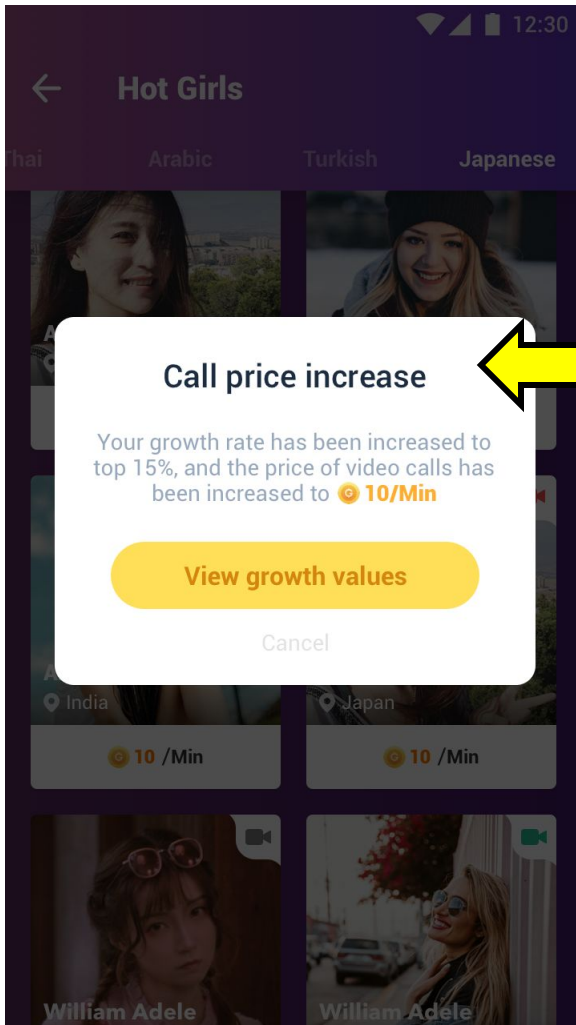 12:30
Hot Girls
Thai Arabic Turkish Japanese
Call price increase
Your growth rate has been increased to
top 15%, and the price of video calls has
been increased to 10/Min
View growth values
Cancel
India Japan
10 /Min 10 /Min
William Adele William Adele